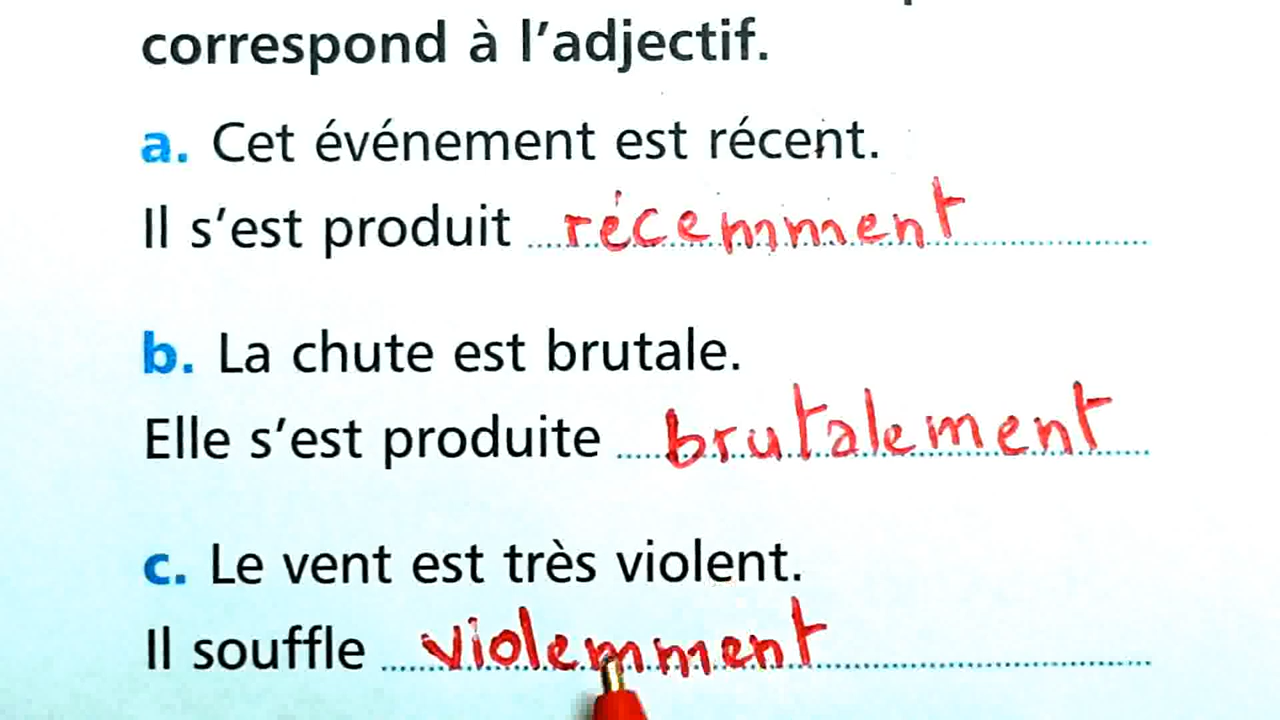 correspond à l'adjectif.
a. Cet événement est récent.
Il s'est produit récemment
b. La chute est brutale.
Elle s'est produite brutalement
c. Le vent est très violent.
Il souffle violemment